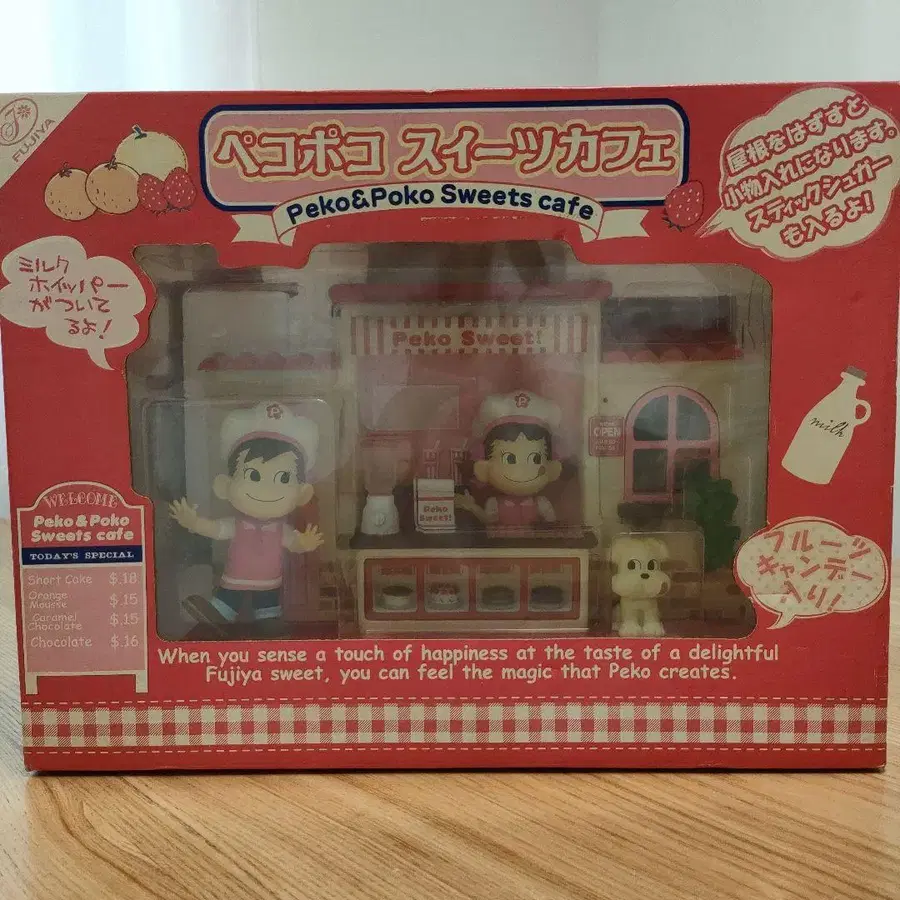 FUJIYA
ペコポコ スイーツカフェ
Peko&Poko Sweets cafe
屋根をはずすと
小物入れになります。
スティックシュガー
も入るよ!
ミルク
ホイッパー
がついて
るよ!
Peko Sweet!
OPEN
Peko
Sweet!
milk
WELCOME
Peko & Poko
Sweets cafe
TODAY'S SPECIAL
Short Cake $.18
Orange
Mousse $.15
Caramel
Chocolate $.15
Chocolate $.16
フルーツ
キャンデー
入り!
When you sense a touch of happiness at the taste of a delightful
Fujiya sweet, you can feel the magic that Peko creates.